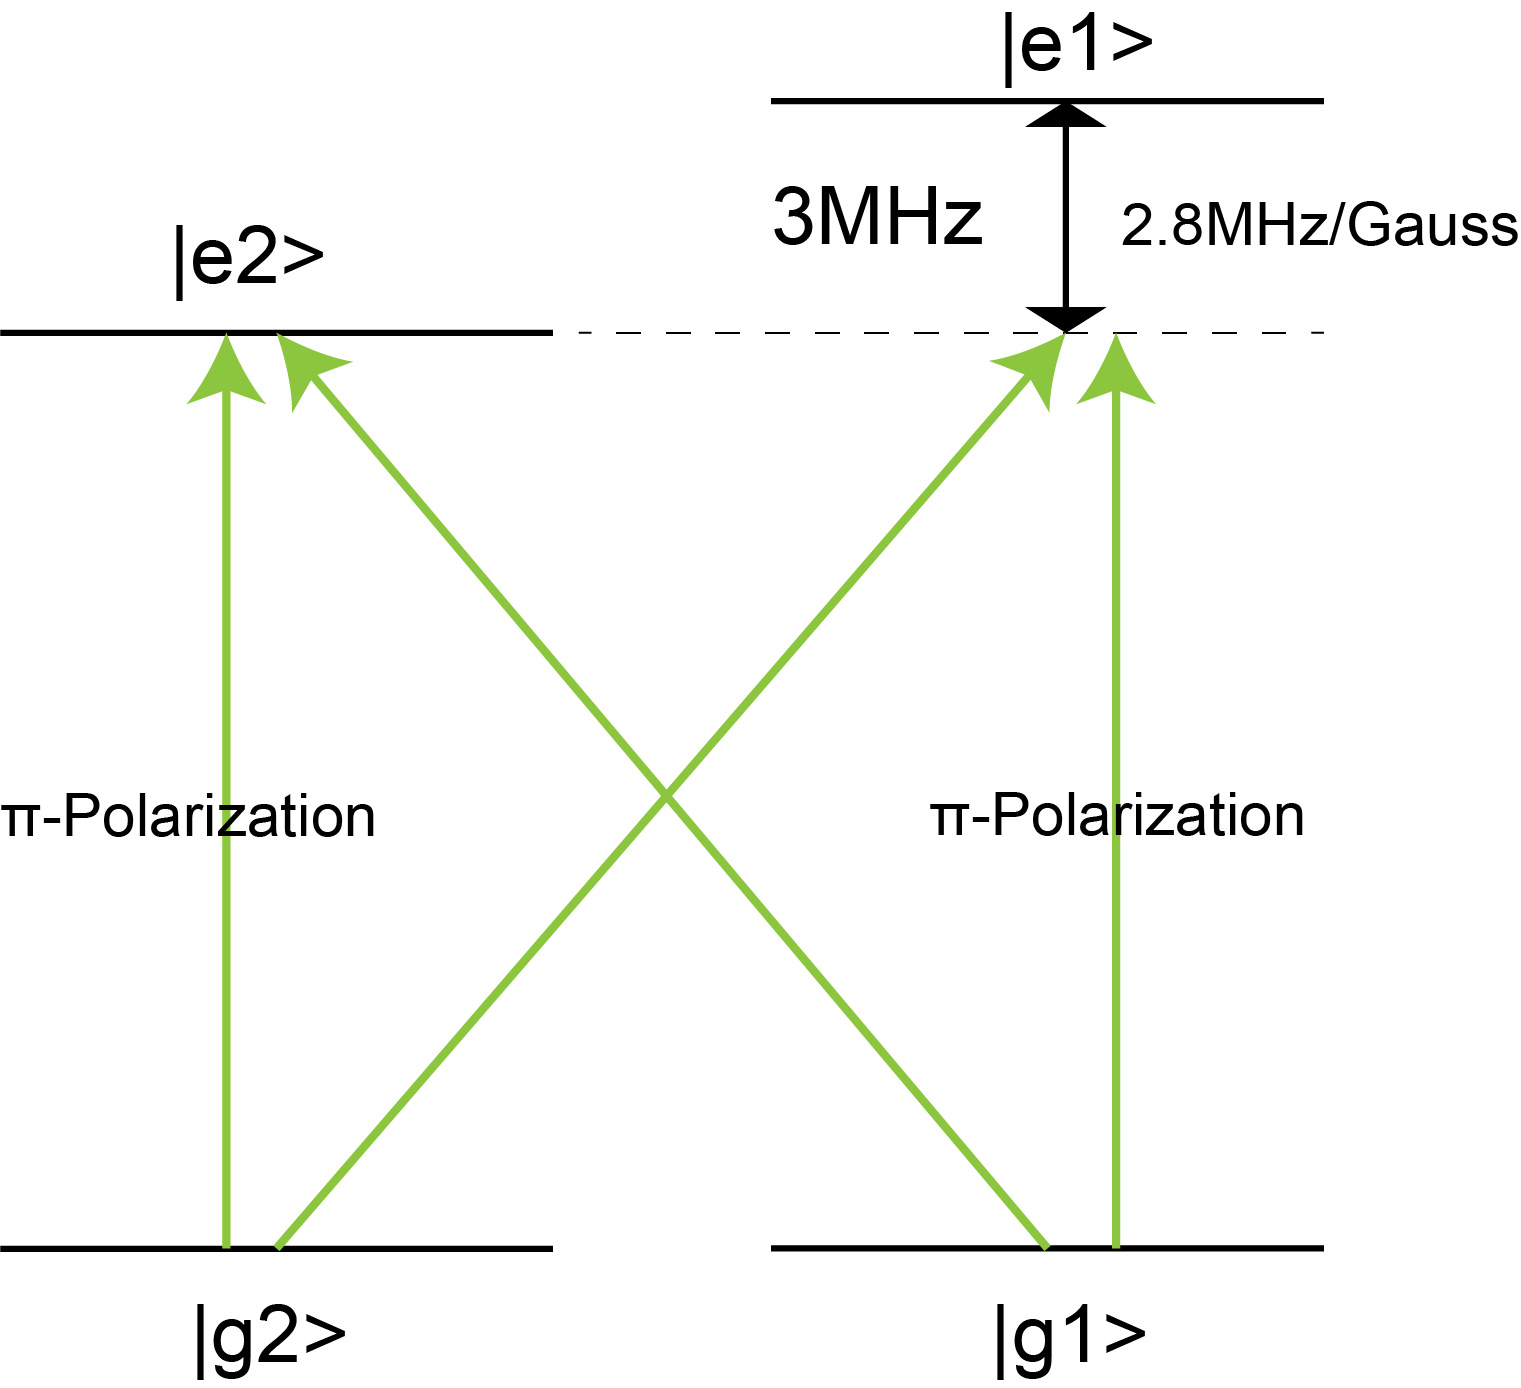 |e1>
3MHz
2.8MHz/Gauss
|e2>
π-Polarization
π-Polarization
|g2>
|g1>